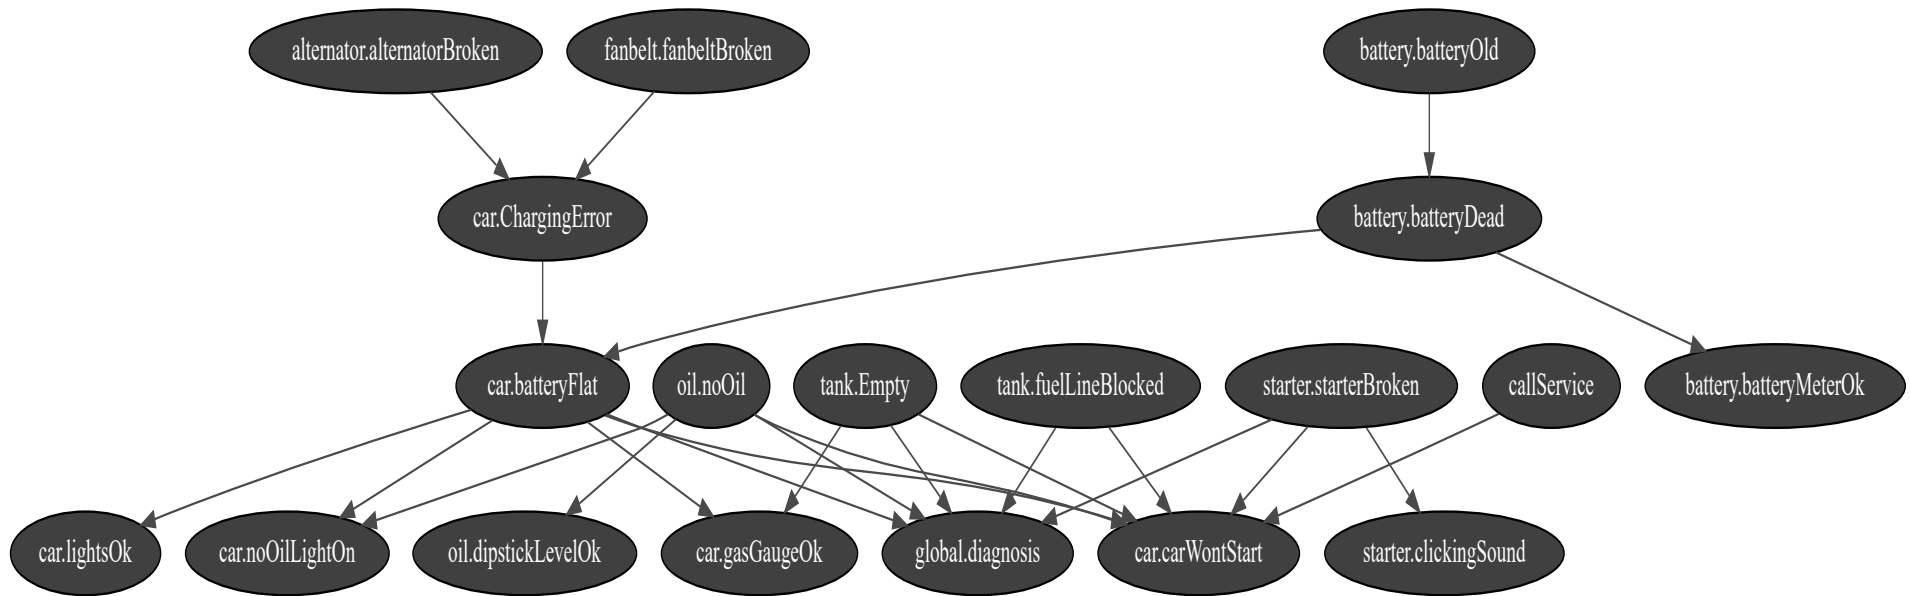 alternator.alternatorBroken
fanbelt.fanbeltBroken
battery.batteryOld
car.ChargingError
battery.batteryDead
car.batteryFlat
oil.noOil
tank.Empty
tank.fuelLineBlocked
starter.starterBroken
callService
battery.batteryMeterOk
car.lightsOk
car.noOilLightOn
oil.dipstickLevelOk
car.gasGaugeOk
global.diagnosis
car.carWontStart
starter.clickingSound